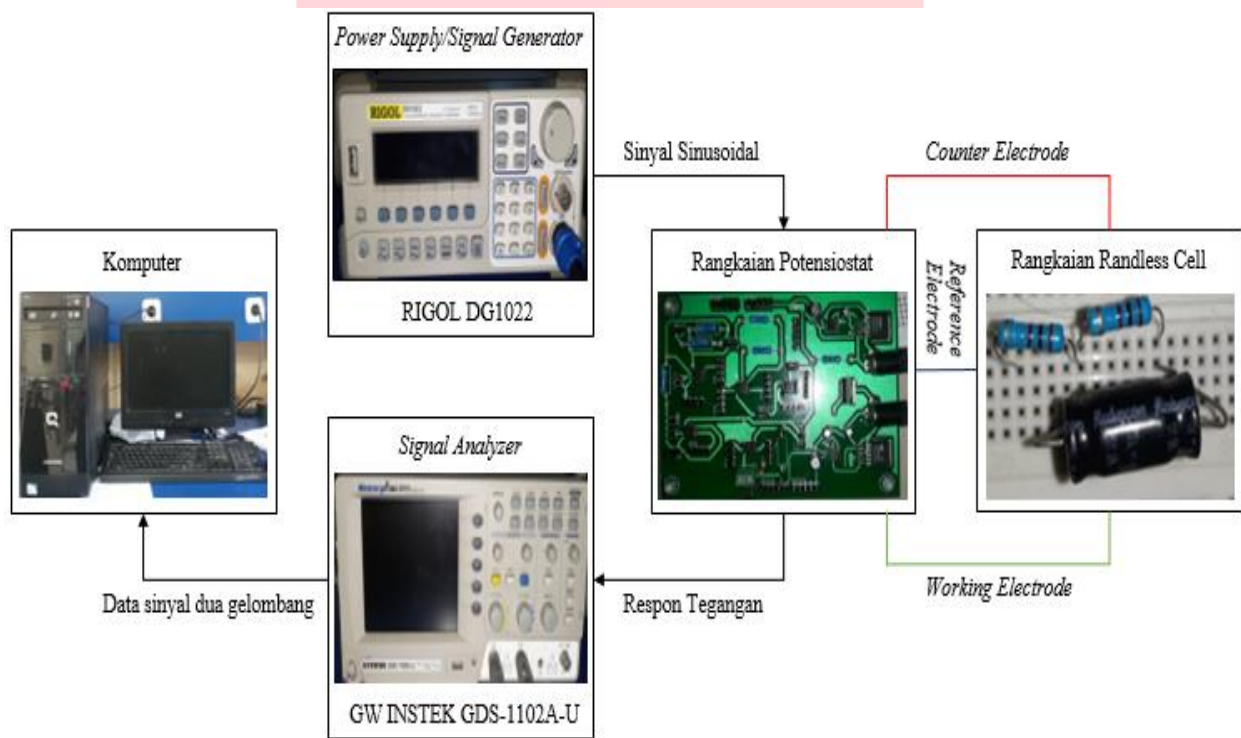 Power Supply/Signal Generator
RIGOL
RIGOL DG1022
Sinyal Sinusoidal
Counter Electrode
Komputer
Rangkaian Potensiostat
Reference
Electrode
Rangkaian Randless Cell
Signal Analyzer
GW INSTEK GDS-1102A-U
Data sinyal dua gelombang
Respon Tegangan
Working Electrode